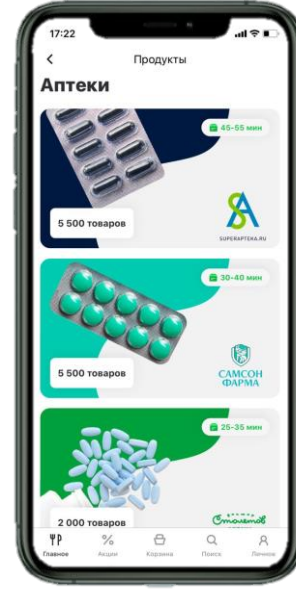 17:22
Продукты
Аптеки
45-55 мин
5 500 товаров
SUPERAPTEKA.RU
30-40 мин
5 500 товаров
САМСОН
ФАРМА
25-35 мин
2 000 товаров
Столетов
Главное Акции Корзина Поиск Личное